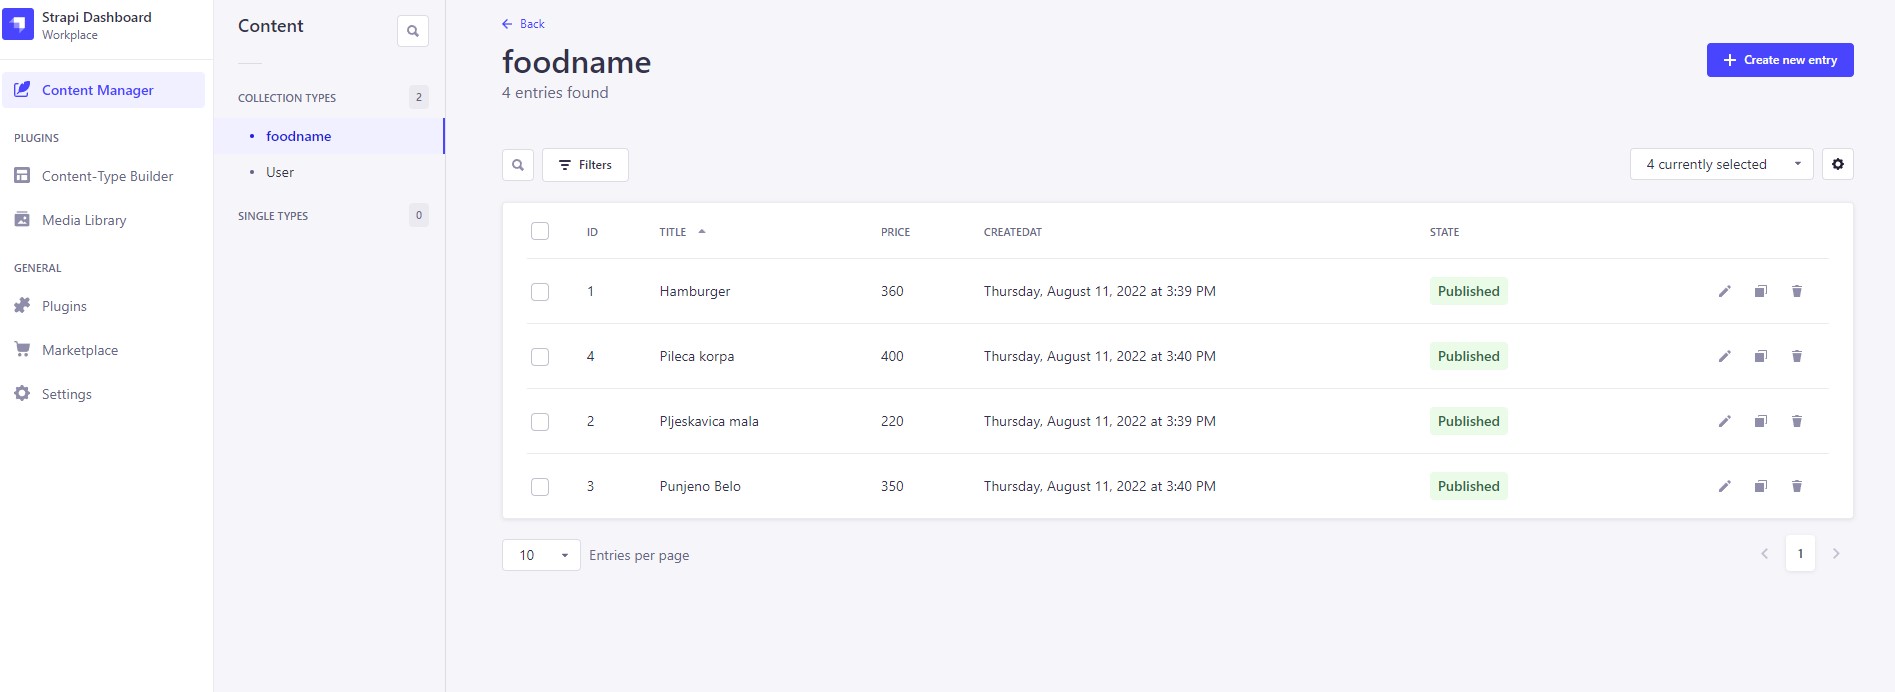 Strapi Dashboard
Workplace
Content Manager
PLUGINS
Content-Type Builder
Media Library
GENERAL
Plugins
Marketplace
Settings
Content
COLLECTION TYPES 2
foodname
User
SINGLE TYPES 0
Back
foodname
4 entries found
Create new entry
Filters
4 currently selected
ID TITLE PRICE CREATEDAT STATE
1 Hamburger 360 Thursday, August 11, 2022 at 3:39 PM Published
4 Pileca korpa 400 Thursday, August 11, 2022 at 3:40 PM Published
2 Pljeskavica mala 220 Thursday, August 11, 2022 at 3:39 PM Published
3 Punjeno Belo 350 Thursday, August 11, 2022 at 3:40 PM Published
10 Entries per page
1